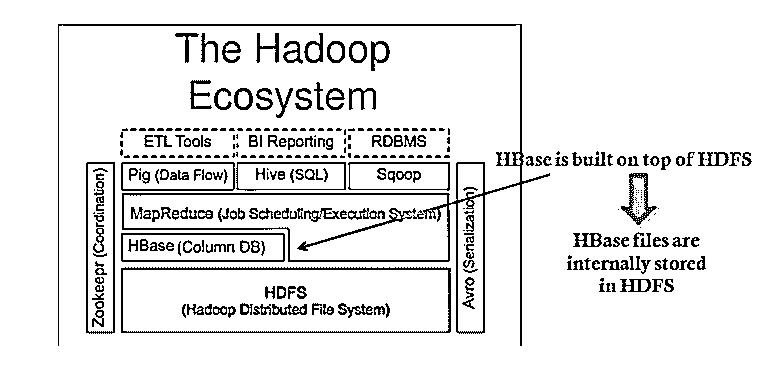 The Hadoop
Ecosystem
ETL Tools BI Reporting RDBMS
Pig (Data Flow) Hive (SQL) Sqoop
MapReduce (Job Scheduling/Execution System)
HBase (Column DB)
HDFS
(Hadoop Distributed File System)
Zookeepr (Coordination)
Avro (Serialization)
HBase is built on top of HDFS
HBase files are
internally stored
in HDFS